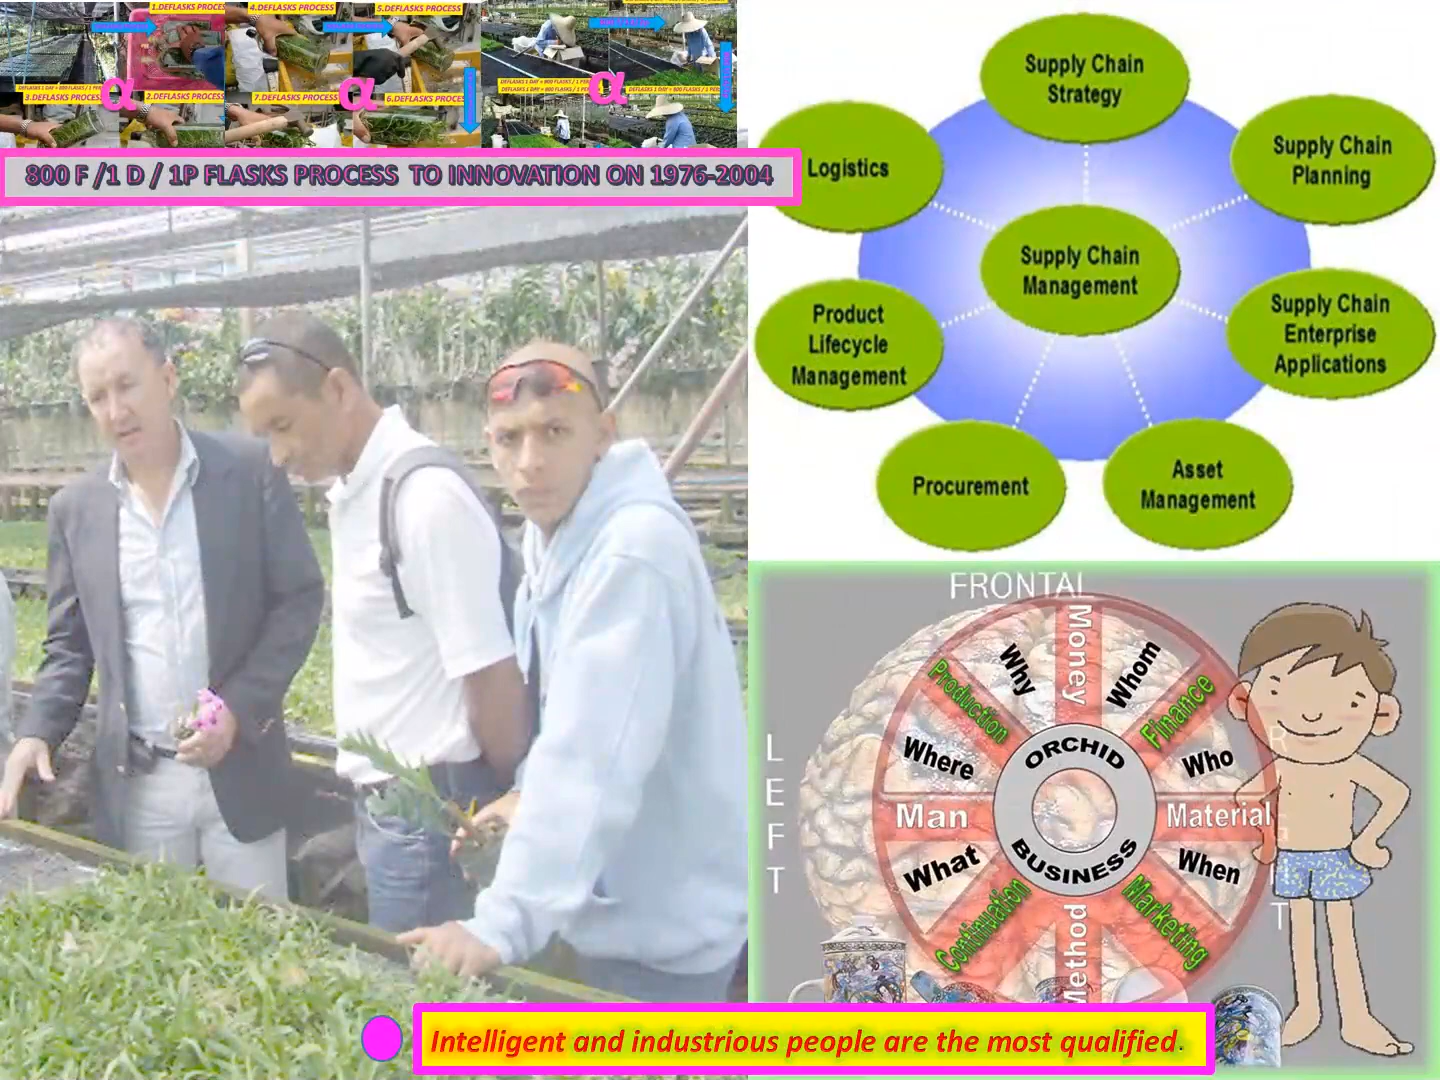 1.DEFLASKS PROCESS
4.DEFLASKS PROCESS
5.DEFLASKS PROCESS
α
α
α
3.DEFLASKS PROCESS
2.DEFLASKS PROCESS
7.DEFLASKS PROCESS
6.DEFLASKS PROCESS
800 F /1 D / 1P FLASKS PROCESS TO INNOVATION ON 1976-2004
Supply Chain
Strategy
Logistics
Supply Chain
Planning
Supply Chain
Management
Product
Lifecycle
Management
Supply Chain
Enterprise
Applications
Procurement
Asset
Management
FRONTAL
LEFT
Money
Why
Whom
Production
Finance
Where
Who
ORCHID
BUSINESS
Man
Material
What
When
Continuation
Marketing
Method
Intelligent and industrious people are the most qualified.